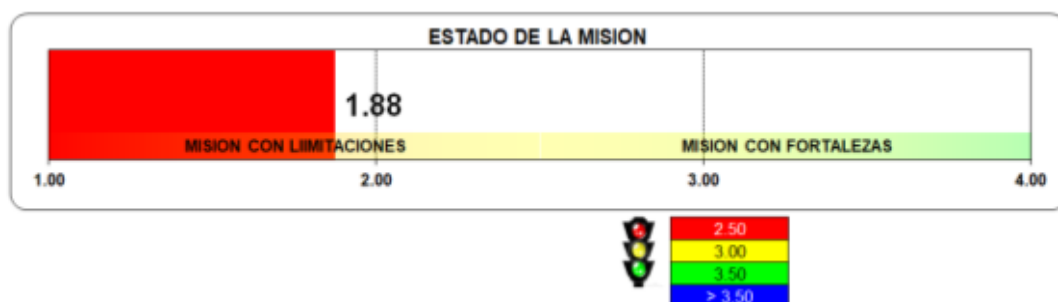 ESTADO DE LA MISION
1.88
MISION CON LIIMITACIONES MISION CON FORTALEZAS
1.00 2.00 3.00 4.00
2.50
3.00
3.50
> 3.50